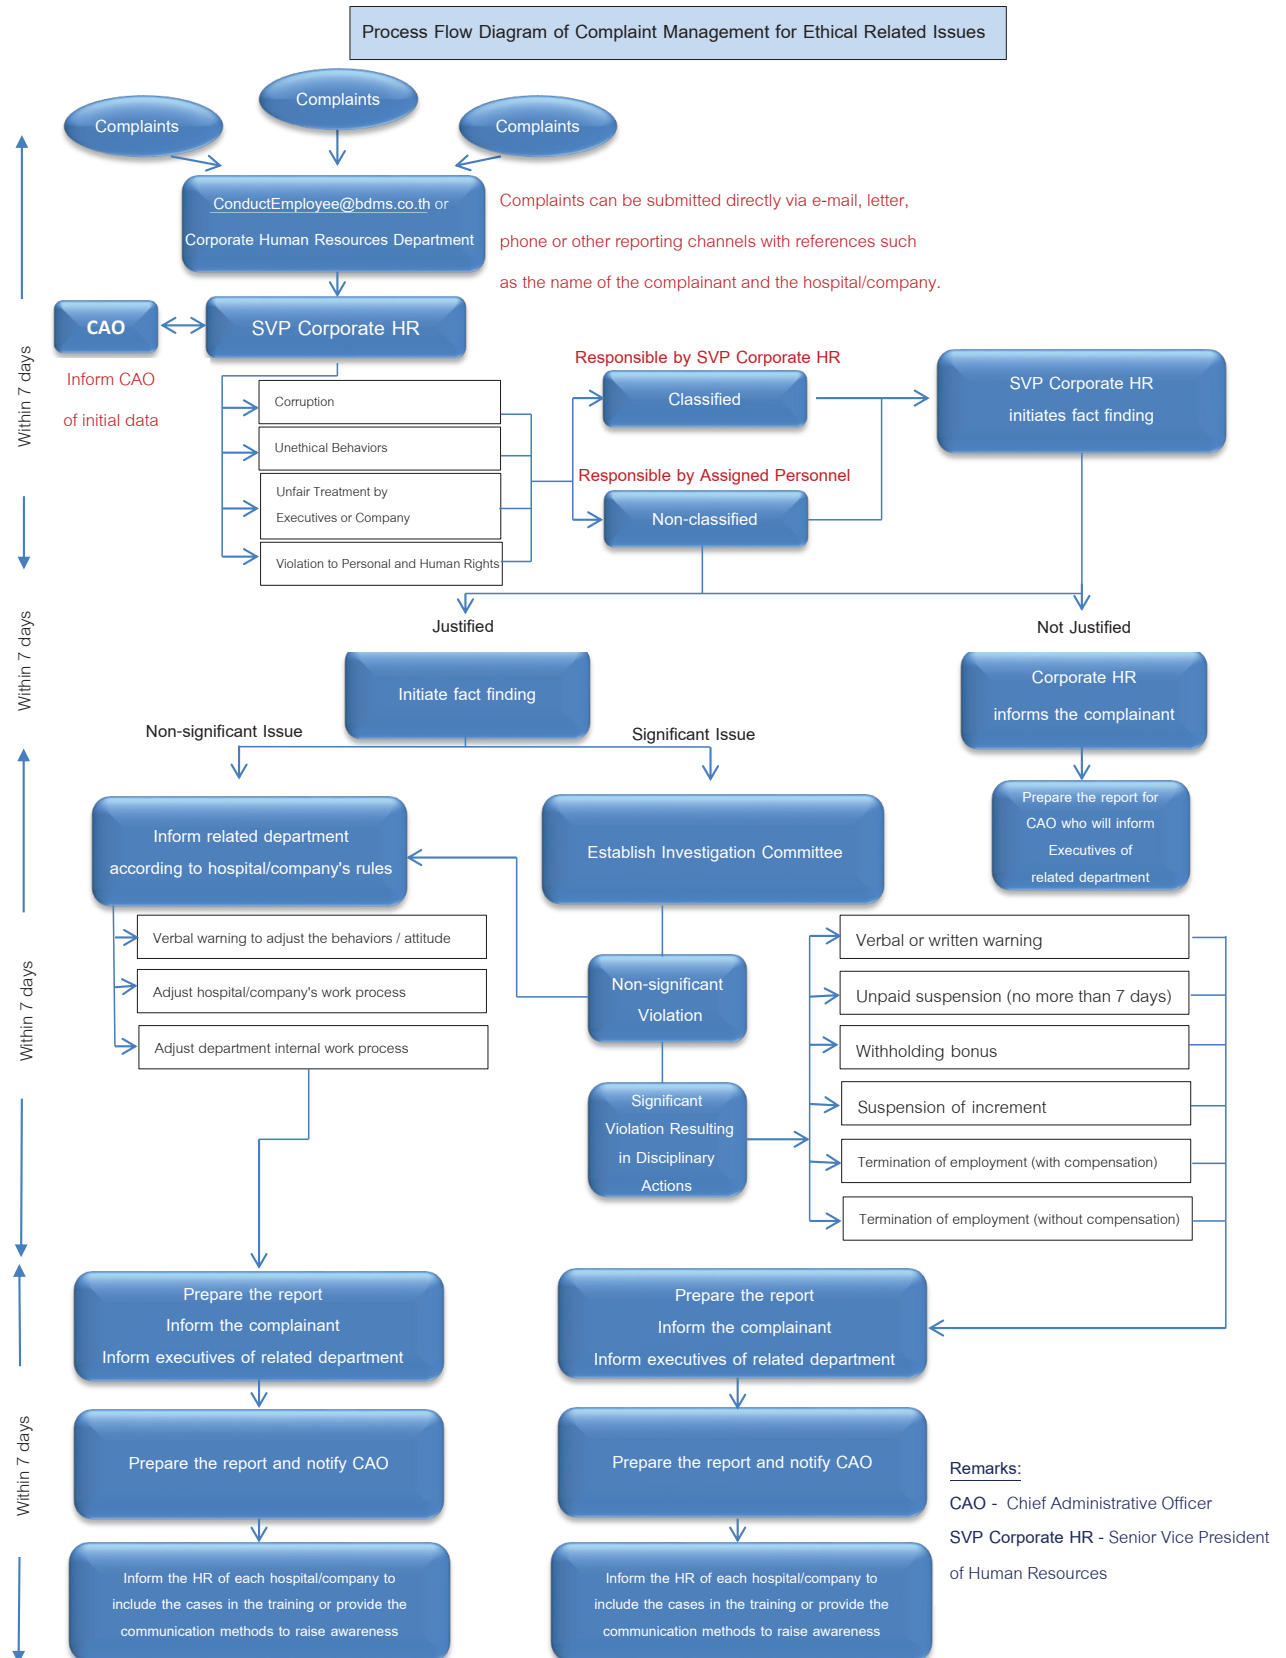 Process Flow Diagram of Complaint Management for Ethical Related Issues
Complaints
Complaints
Complaints
ConductEmployee@bdms.co.th or
Corporate Human Resources Department
Complaints can be submitted directly via e-mail, letter,
phone or other reporting channels with references such
as the name of the complainant and the hospital/company.
CAO
SVP Corporate HR
Inform CAO
of initial data
Within 7 days
Corruption
Unethical Behaviors
Unfair Treatment by
Executives or Company
Violation to Personal and Human Rights
Responsible by SVP Corporate HR
Classified
Responsible by Assigned Personnel
Non-classified
SVP Corporate HR
initiates fact finding
Within 7 days
Justified
Not Justified
Initiate fact finding
Corporate HR
informs the complainant
Non-significant Issue
Significant Issue
Prepare the report for
CAO who will inform
Executives of
related department
Inform related department
according to hospital/company's rules
Establish Investigation Committee
Within 7 days
Verbal warning to adjust the behaviors / attitude
Adjust hospital/company's work process
Adjust department internal work process
Non-significant
Violation
Significant
Violation Resulting
in Disciplinary
Actions
Verbal or written warning
Unpaid suspension (no more than 7 days)
Withholding bonus
Suspension of increment
Termination of employment (with compensation)
Termination of employment (without compensation)
Within 7 days
Prepare the report
Inform the complainant
Inform executives of related department
Prepare the report
Inform the complainant
Inform executives of related department
Prepare the report and notify CAO
Prepare the report and notify CAO
Inform the HR of each hospital/company to
include the cases in the training or provide the
communication methods to raise awareness
Inform the HR of each hospital/company to
include the cases in the training or provide the
communication methods to raise awareness
Remarks:
CAO - Chief Administrative Officer
SVP Corporate HR - Senior Vice President
of Human Resources